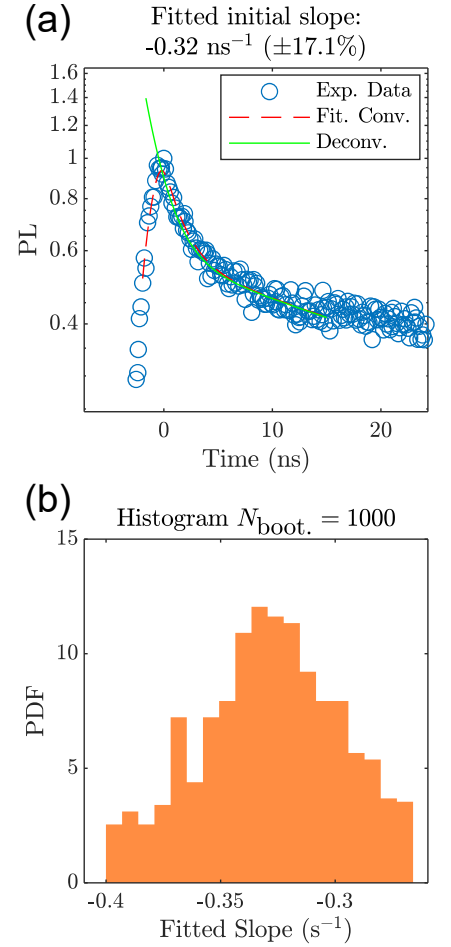 (a)
Fitted initial slope:
-0.32 ns⁻¹ (±17.1%)
1.6
1.4
1.2
1
0.8
0.6
0.4
PL
Exp. Data
Fit. Conv.
Deconv.
0
10
20
Time (ns)
(b)
Histogram N_boot. = 1000
15
10
5
0
PDF
-0.4
-0.35
-0.3
Fitted Slope (s⁻¹)